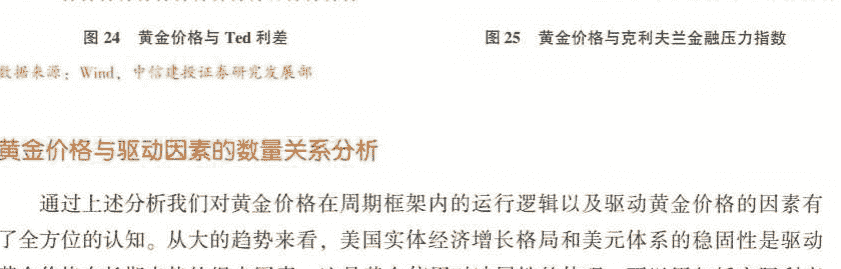 图 24 黄金价格与 Ted 利差
图 25 黄金价格与克利夫兰金融压力指数
数据来源：Wind，中信建投证券研究发展部
黄金价格与驱动因素的数量关系分析
通过上述分析我们对黄金价格在周期框架内的运行逻辑以及驱动黄金价格的因素有
了全方位的认知。从大的趋势来看，美国实体经济增长格局和美元体系的稳固性是驱动